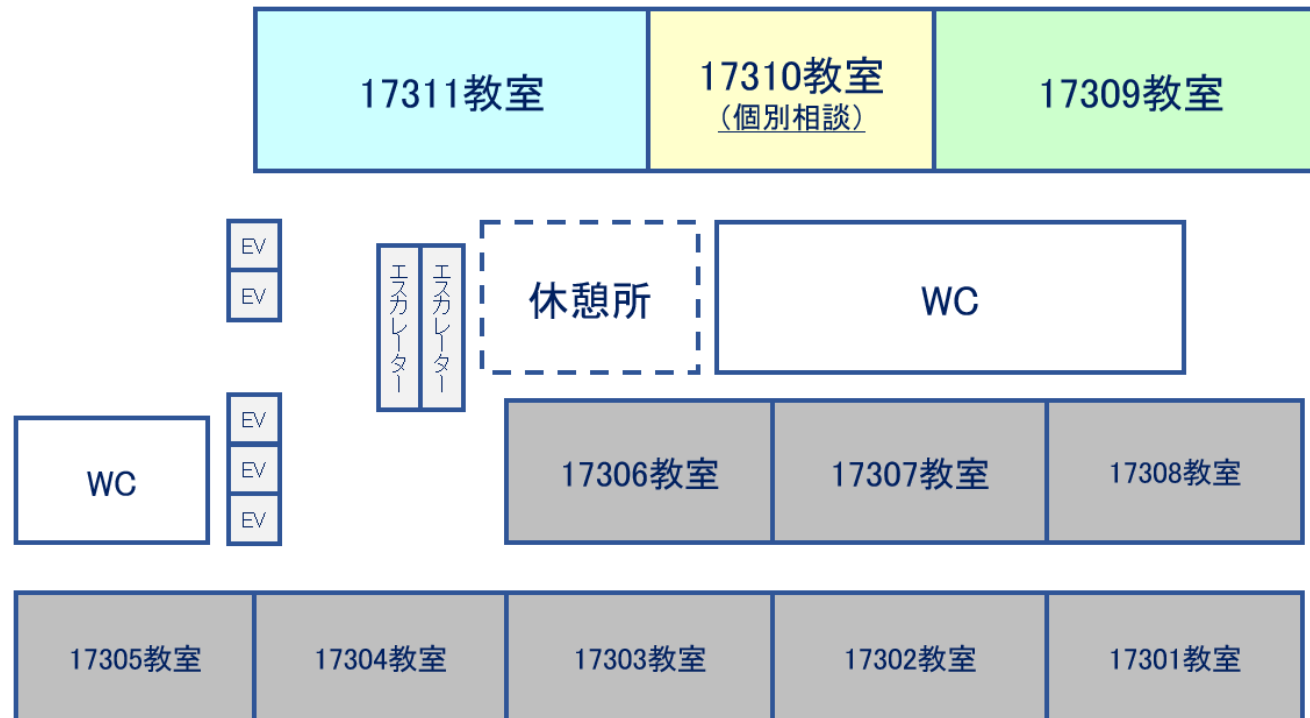 17311教室
17310教室
(個別相談)
17309教室
EV
EV
エスカレーター
エスカレーター
休憩所
WC
WC
EV
EV
EV
17306教室
17307教室
17308教室
17305教室
17304教室
17303教室
17302教室
17301教室